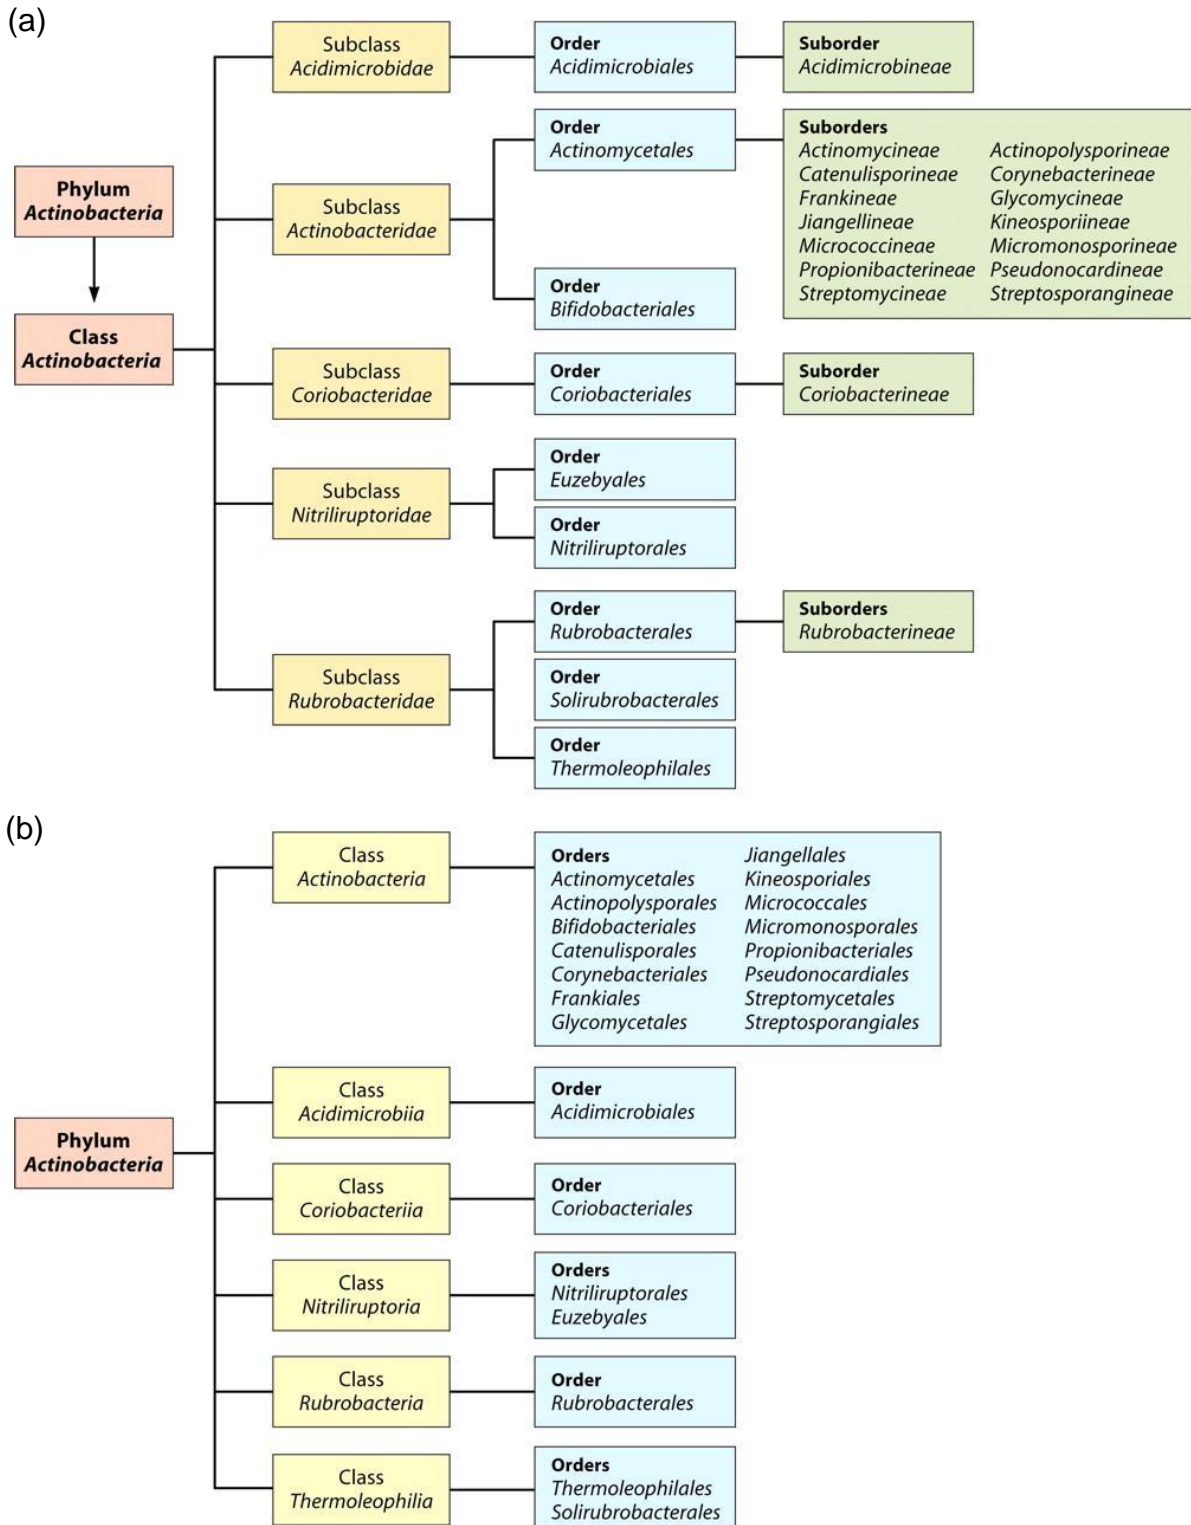 (a)
Phylum
Actinobacteria
Class
Actinobacteria
Subclass
Acidimicrobidae
Order
Acidimicrobiales
Suborder
Acidimicrobineae
Subclass
Actinobacteridae
Order
Actinomycetales
Suborders
Actinomycineae Actinopolysporineae
Catenulisporineae Corynebacterineae
Frankineae Glycomycineae
Jiangellineae Kineosporiineae
Micrococcineae Micromonosporineae
Propionibacterineae Pseudonocardineae
Streptomycineae Streptosporangineae
Order
Bifidobacteriales
Subclass
Coriobacteridae
Order
Coriobacteriales
Suborder
Coriobacterineae
Subclass
Nitriliruptoridae
Order
Euzebyales
Order
Nitriliruptorales
Subclass
Rubrobacteridae
Order
Rubrobacterales
Suborders
Rubrobacterineae
Order
Solirubrobacterales
Order
Thermoleophilales
(b)
Phylum
Actinobacteria
Class
Actinobacteria
Orders Jiangellales
Actinomycetales Kineosporiales
Actinopolysporales Micrococcales
Bifidobacteriales Micromonosporales
Catenulisporales Propionibacteriales
Corynebacteriales Pseudonocardiales
Frankiales Streptomycetales
Glycomycetales Streptosporangiales
Class
Acidimicrobiia
Order
Acidimicrobiales
Class
Coriobacteriia
Order
Coriobacteriales
Class
Nitriliruptoria
Orders
Nitriliruptorales
Euzebyales
Class
Rubrobacteria
Order
Rubrobacterales
Class
Thermoleophilia
Orders
Thermoleophilales
Solirubrobacterales